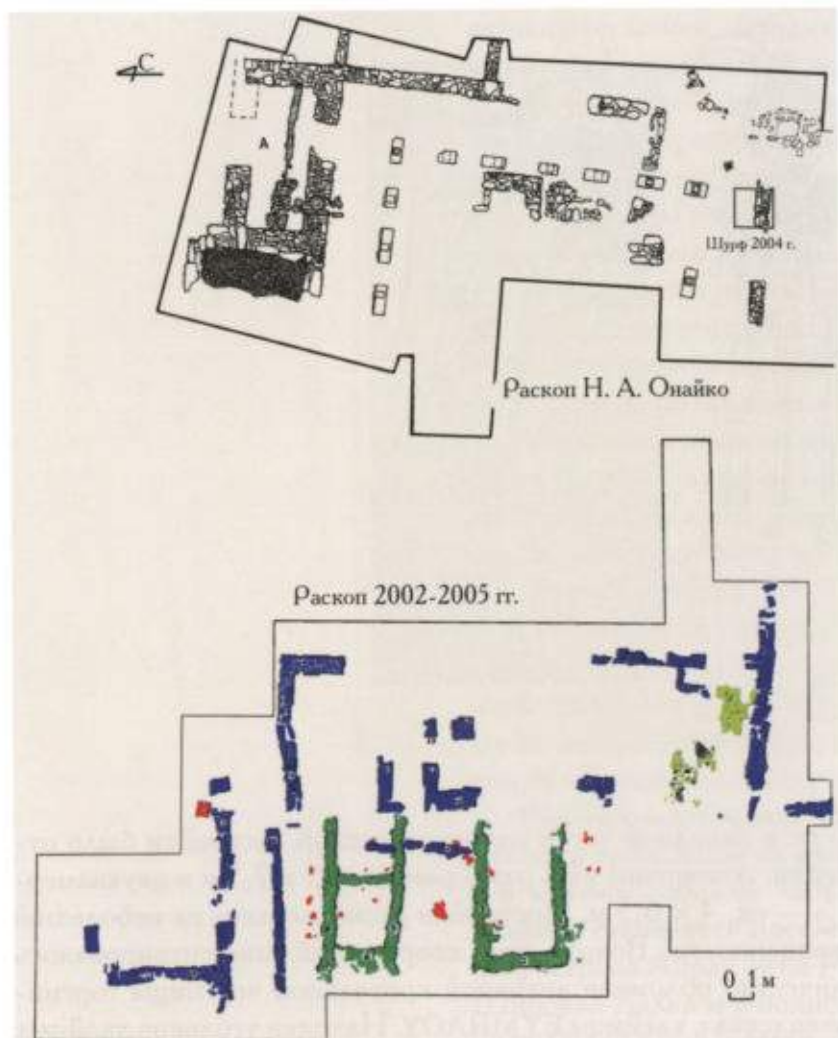 С
А
Шурф 2004 г.
Раскоп Н. А. Онайко
Раскоп 2002-2005 гг.
0 1 м